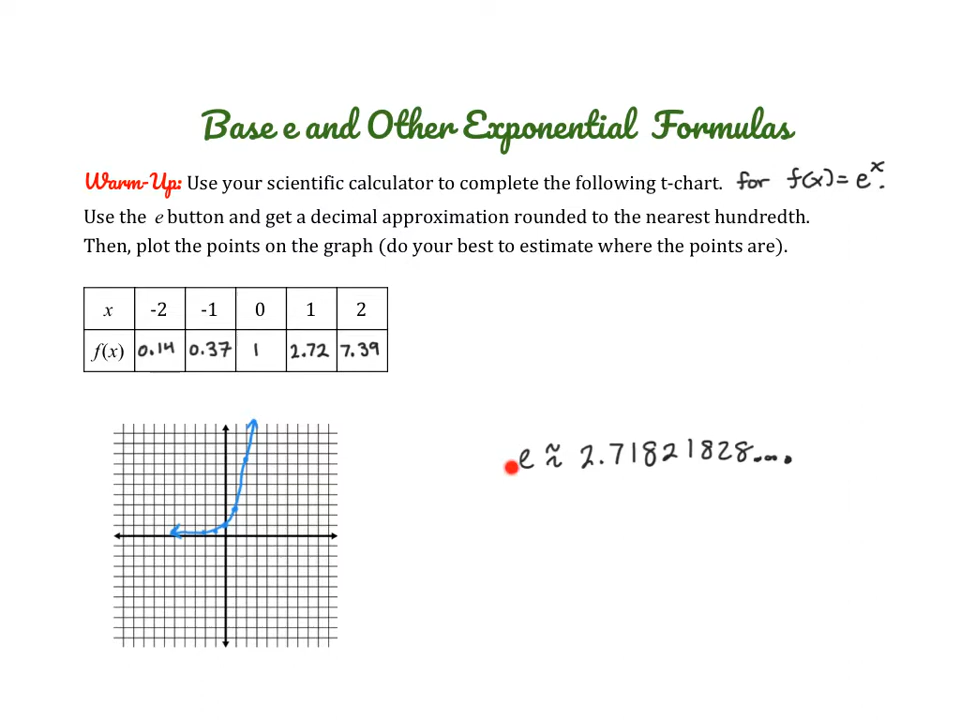 Base e and Other Exponential Formulas
Warm-Up: Use your scientific calculator to complete the following t-chart. for f(x) = e^x.
Use the e button and get a decimal approximation rounded to the nearest hundredth.
Then, plot the points on the graph (do your best to estimate where the points are).
x -2 -1 0 1 2
f(x) 0.14 0.37 1 2.72 7.39
e ≈ 2.71821828....